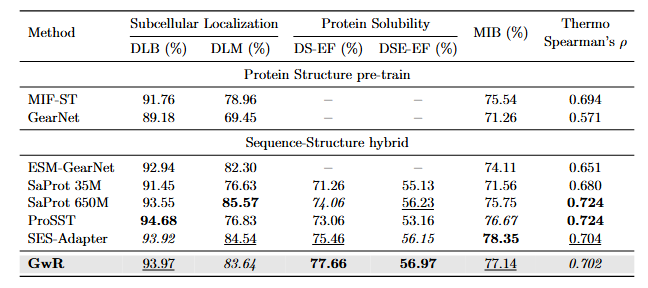 Method Subcellular Localization Protein Solubility MIB (%) Thermo Spearman's ρ
DLB (%) DLM (%) DS-EF (%) DSE-EF (%)
Protein Structure pre-train
MIF-ST 91.76 78.96 – – 75.54 0.694
GearNet 89.18 69.45 – – 71.26 0.571
Sequence-Structure hybrid
ESM-GearNet 92.94 82.30 – – 74.11 0.651
SaProt 35M 91.45 76.63 71.26 55.13 71.56 0.680
SaProt 650M 93.55 85.57 74.06 56.23 75.75 0.724
ProSST 94.68 76.83 73.06 53.16 76.67 0.724
SES-Adapter 93.92 84.54 75.46 56.15 78.35 0.704
GwR 93.97 83.64 77.66 56.97 77.14 0.702